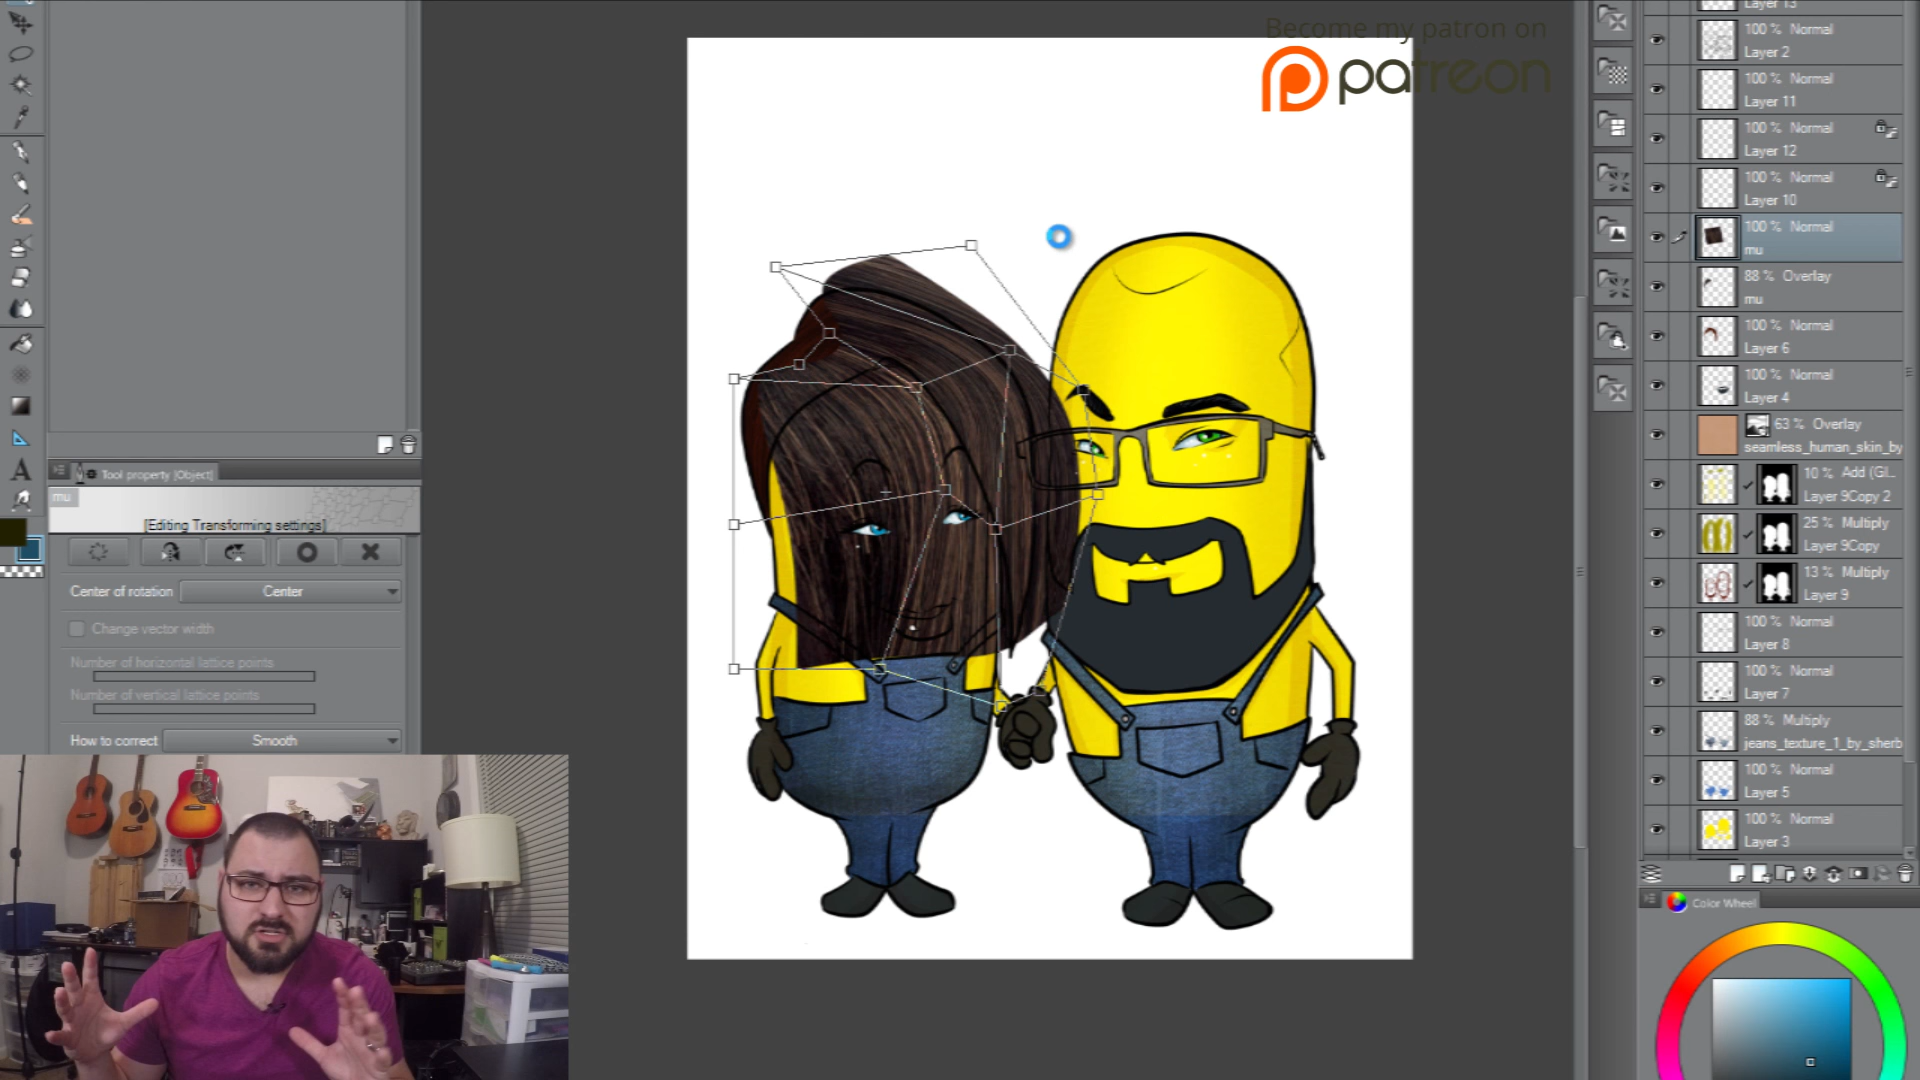 Become my patron on
patreon
Tool property [Object]
mu
[Editing Transforming settings]
Center of rotation
Center
Change vector width
Number of horizontal lattice points
Number of vertical lattice points
How to correct
Smooth
A
Layer 13
100 % Normal
Layer 2
100 % Normal
Layer 11
100 % Normal
Layer 12
100 % Normal
Layer 10
100 % Normal
mu
88 % Overlay
mu
100 % Normal
Layer 6
100 % Normal
Layer 4
63 % Overlay
seamless_human_skin_by
10 % Add (Gl...
Layer 9Copy 2
25 % Multiply
Layer 9Copy
13 % Multiply
Layer 9
100 % Normal
Layer 8
100 % Normal
Layer 7
88 % Multiply
jeans_texture_1_by_sherb
100 % Normal
Layer 5
100 % Normal
Layer 3
Color Wheel